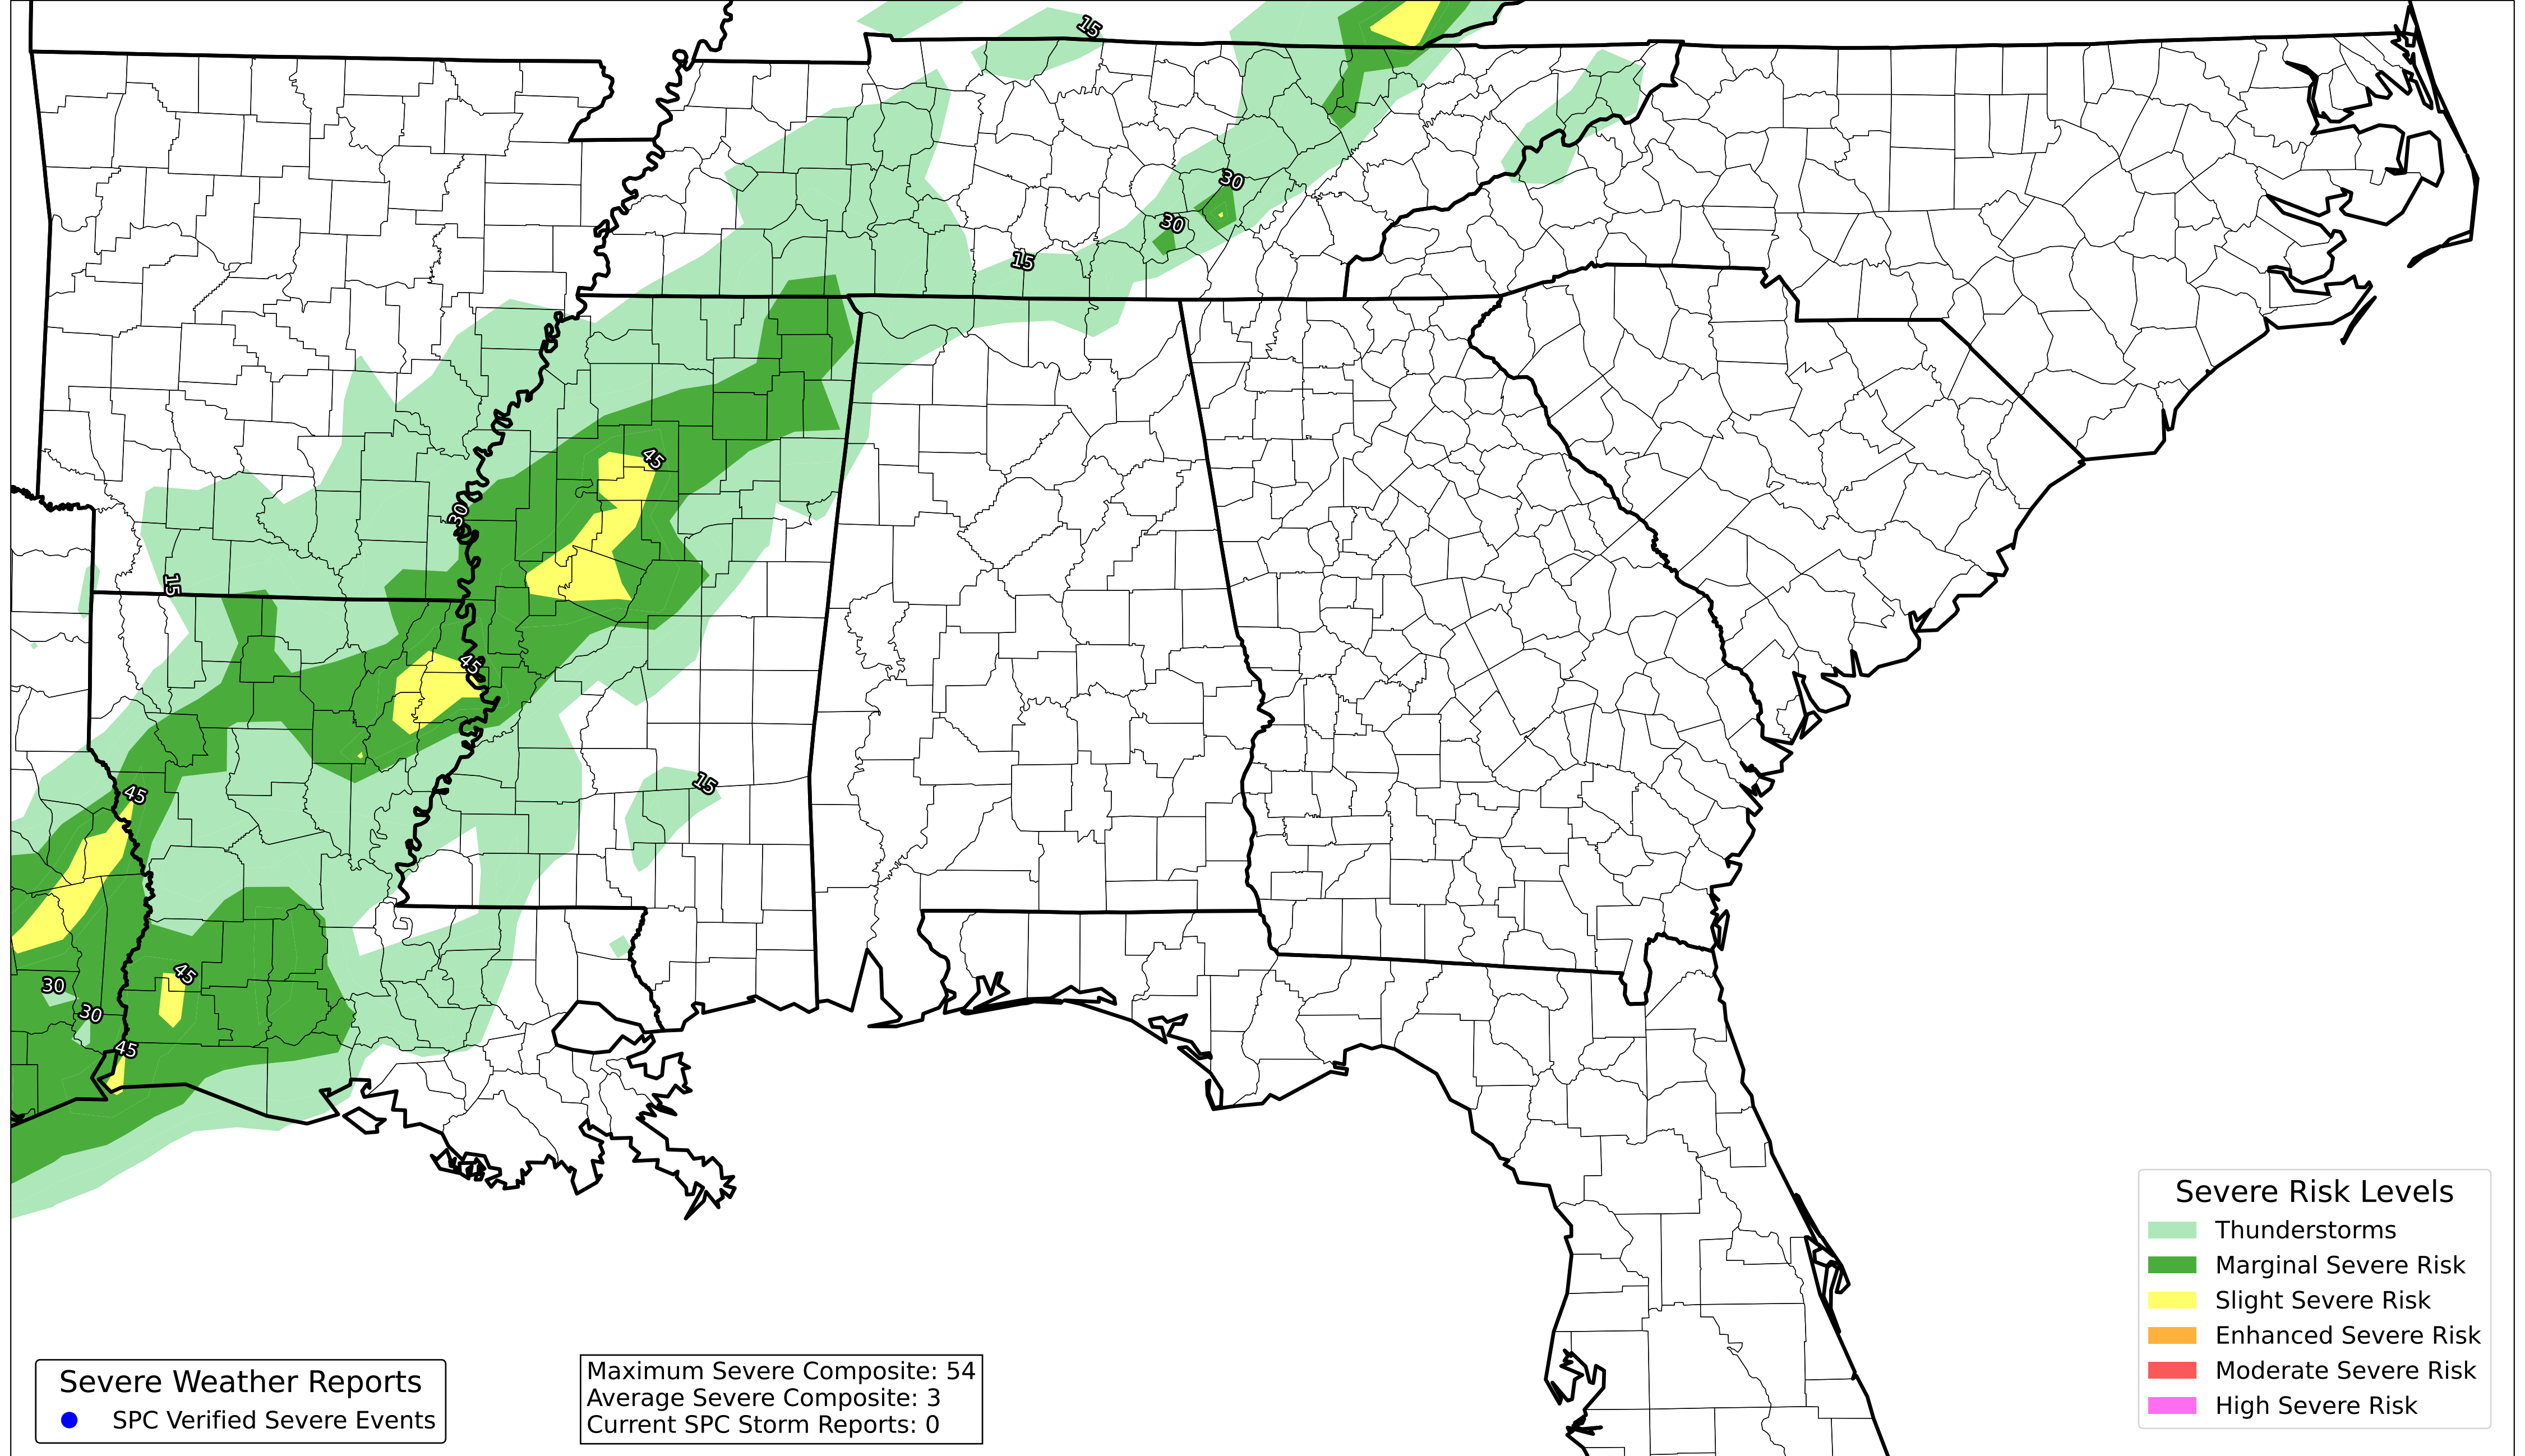 15
30
30
15
45
30
15
45
15
45
45
30
30
45
Severe Risk Levels
Thunderstorms
Marginal Severe Risk
Slight Severe Risk
Enhanced Severe Risk
Moderate Severe Risk
High Severe Risk
Severe Weather Reports
SPC Verified Severe Events
Maximum Severe Composite: 54
Average Severe Composite: 3
Current SPC Storm Reports: 0